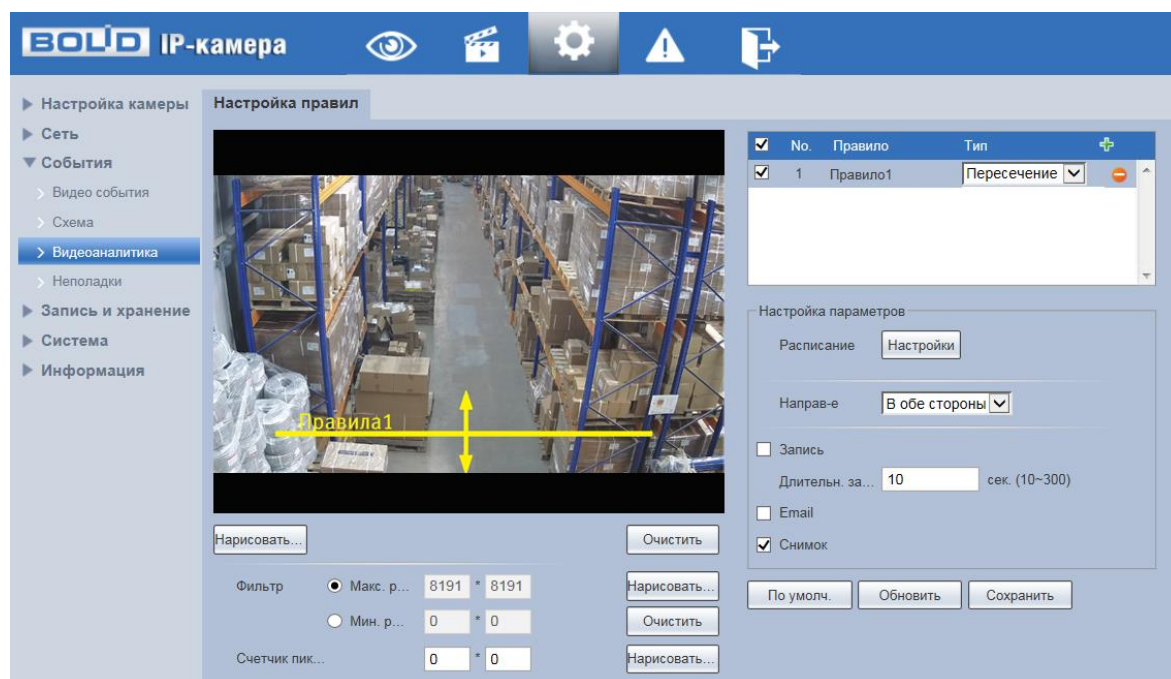 BOLID IP-камера
Настройка камеры
Сеть
События
Видео события
Схема
Видеоаналитика
Неполадки
Запись и хранение
Система
Информация
Настройка правил
Правила1
Нарисовать...
Очистить
Фильтр Макс. р... 8191 * 8191 Нарисовать...
Мин. р... 0 * 0 Очистить
Счетчик пик... 0 * 0 Нарисовать...
No. Правило Тип
1 Правило1 Пересечение
Настройка параметров
Расписание Настройки
Направ-е В обе стороны
Запись
Длительн. за... 10 сек. (10~300)
Email
Снимок
По умолч. Обновить Сохранить